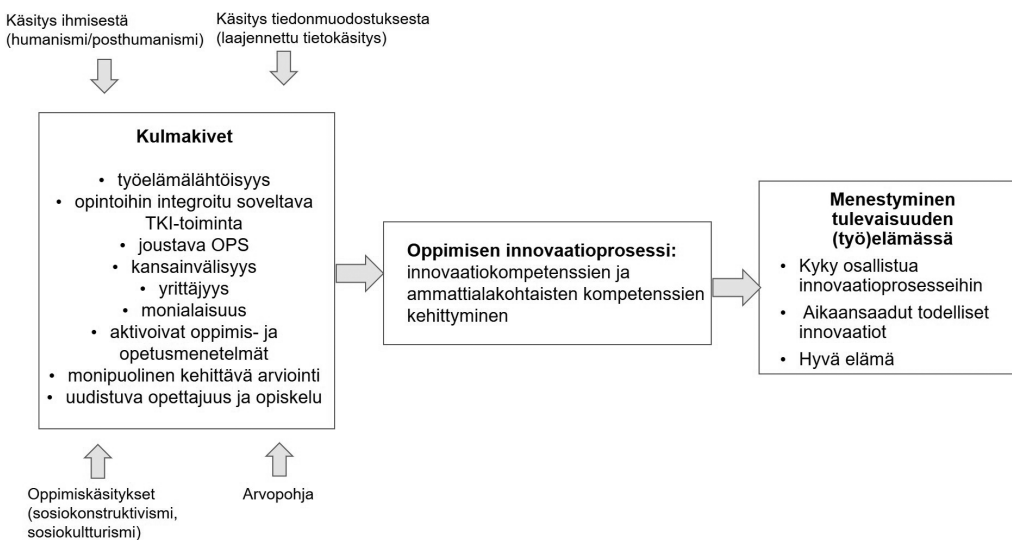 Käsitys ihmisestä
(humanismi/posthumanismi)
Käsitys tiedonmuodostuksesta
(laajennettu tietokäsitys)
Kulmakivet
• työelämälähtöisyys
• opintoihin integroitu soveltava
TKI-toiminta
• joustava OPS
• kansainvälisyys
• yrittäjyys
• monialaisuus
• aktivoivat oppimis- ja
opetusmenetelmät
• monipuolinen kehittävä arviointi
• uudistuva opettajuus ja opiskelu
Oppimiskäsitykset
(sosiokonstruktivismi,
sosiokultturismi)
Arvopohja
Oppimisen innovaatioprosessi:
innovaatiokompetenssien ja
ammattialakohtaisten kompetenssien
kehittyminen
Menestyminen
tulevaisuuden
(työ)elämässä
• Kyky osallistua
innovaatioprosesseihin
• Aikaansaadut todelliset
innovaatiot
• Hyvä elämä